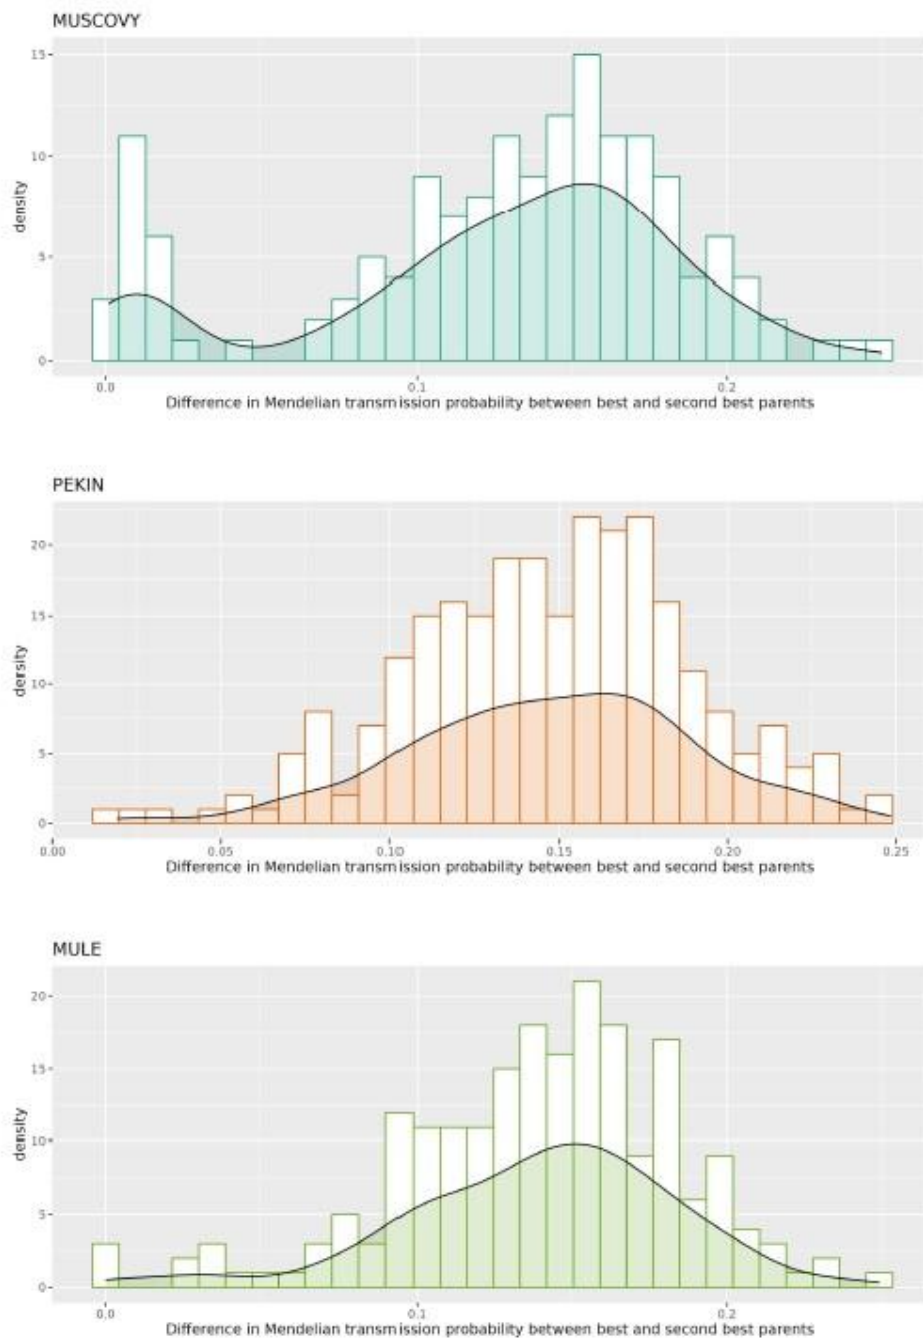 MUSCOVY
15
10
5
0
density
0.0 0.1 0.2
Difference in Mendelian transmission probability between best and second best parents
PEKIN
20
15
10
5
0
density
0.00 0.05 0.10 0.15 0.20 0.25
Difference in Mendelian transmission probability between best and second best parents
MULE
20
15
10
5
0
density
0.0 0.1 0.2
Difference in Mendelian transmission probability between best and second best parents